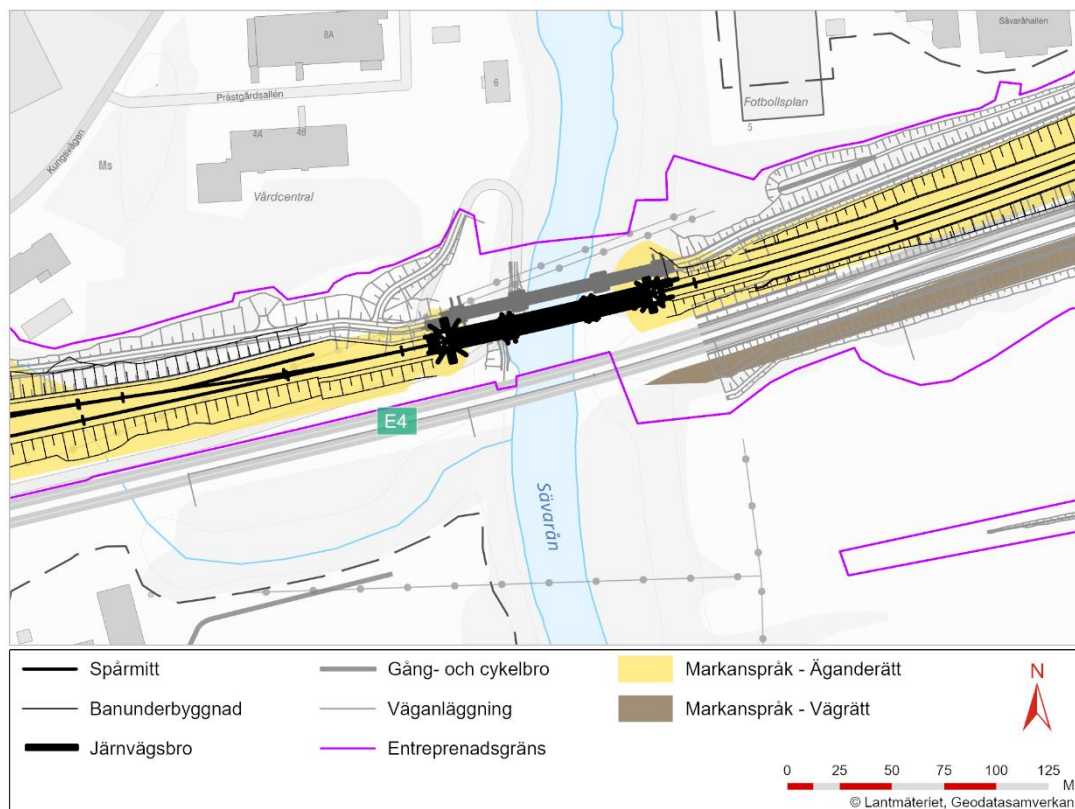 Sävaråhallen
8A
6
Prästgårdsallén
Fotbollsplan
5
4A
4B
Kungsvägen
Ms
Vårdcentral
E4
Sävarån
Spårmitt
Gång- och cykelbro
Markanspråk - Äganderätt
Banunderbyggnad
Väganläggning
Markanspråk - Vägrätt
Järnvägsbro
Entreprenadsgräns
N
0 25 50 75 100 125
M
© Lantmäteriet, Geodatasamverkan